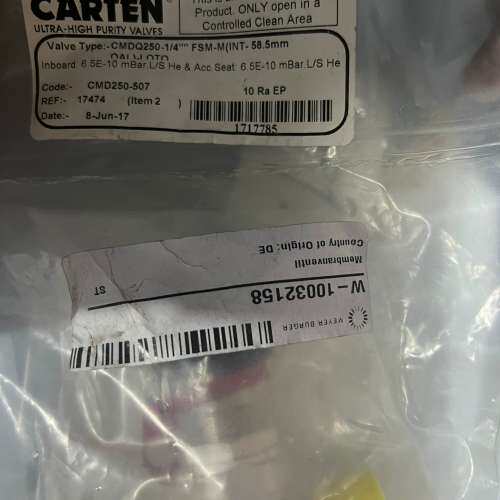 CARTEN®
ULTRA-HIGH PURITY VALVES
Product. ONLY open in a
Controlled Clean Area
Valve Type:-CMDQ250-1/4"" FSM-M(INT- 58.5mm
Inboard: 6.5E-10 mBar.L/S He & Acc.Seat: 6.5E-10 mBar.L/S He
Code:- CMD250-507 10 Ra EP
REF:- 17474 (Item 2 )
Date:- 8-Jun-17
1717785
MEYER BURGER
W-10032158
Membranventil
Country of Origin: DE
ST